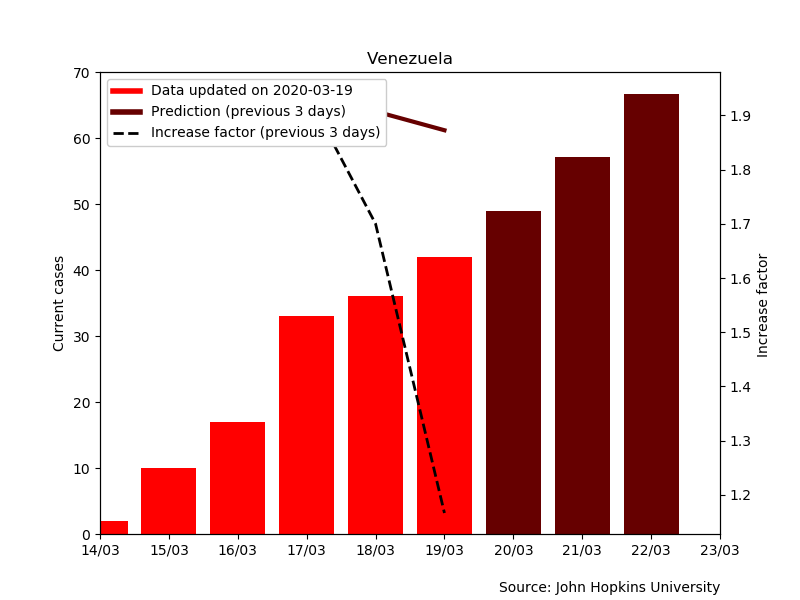 Venezuela
Data updated on 2020-03-19
Prediction (previous 3 days)
Increase factor (previous 3 days)
70
60
50
40
30
20
10
0
Current cases
1.9
1.8
1.7
1.6
1.5
1.4
1.3
1.2
Increase factor
14/03 15/03 16/03 17/03 18/03 19/03 20/03 21/03 22/03 23/03
Source: John Hopkins University